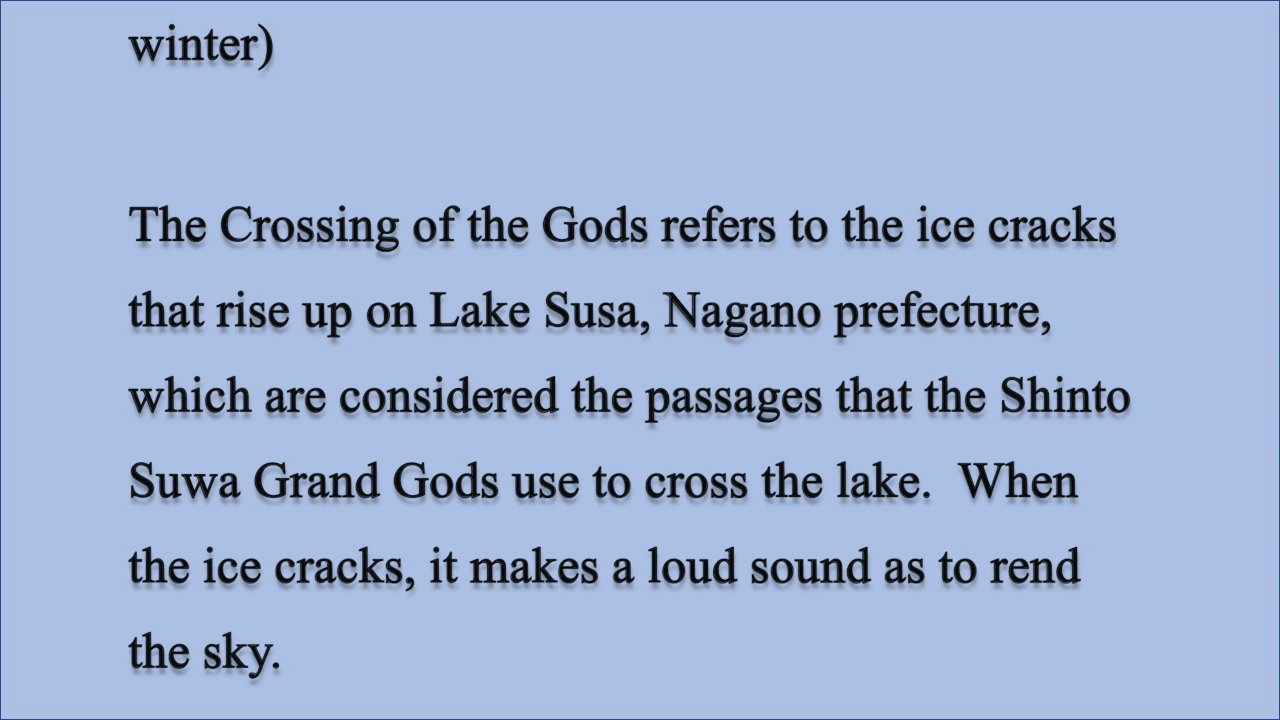 winter)
The Crossing of the Gods refers to the ice cracks
that rise up on Lake Susa, Nagano prefecture,
which are considered the passages that the Shinto
Suwa Grand Gods use to cross the lake.  When
the ice cracks, it makes a loud sound as to rend
the sky.